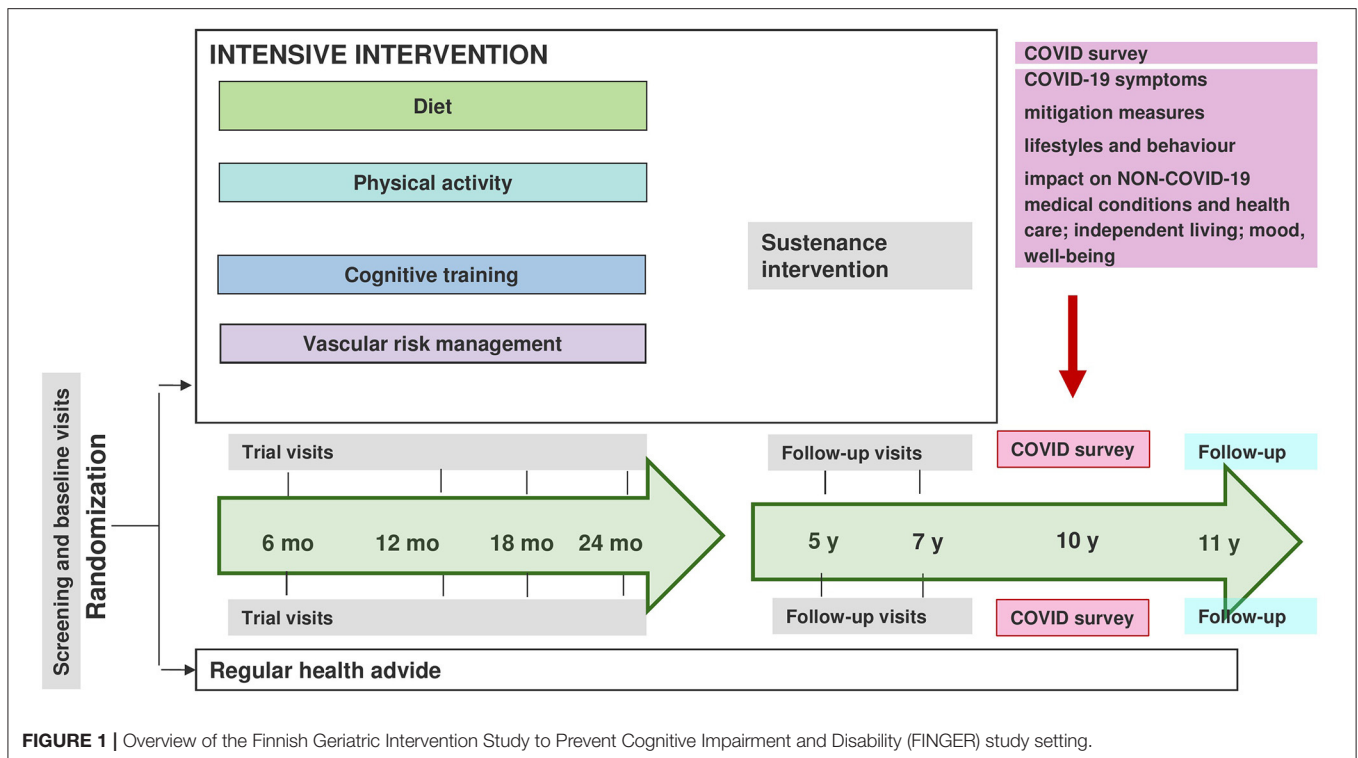 INTENSIVE INTERVENTION
Diet
Physical activity
Cognitive training
Vascular risk management
Sustenance
intervention
COVID survey
COVID-19 symptoms
mitigation measures
lifestyles and behaviour
impact on NON-COVID-19
medical conditions and health
care; independent living; mood,
well-being
Screening and baseline visits
Randomization
Trial visits
Follow-up visits
COVID survey
Follow-up
6 mo
12 mo
18 mo
24 mo
5 y
7 y
10 y
11 y
Trial visits
Follow-up visits
COVID survey
Follow-up
Regular health advide
FIGURE 1 | Overview of the Finnish Geriatric Intervention Study to Prevent Cognitive Impairment and Disability (FINGER) study setting.